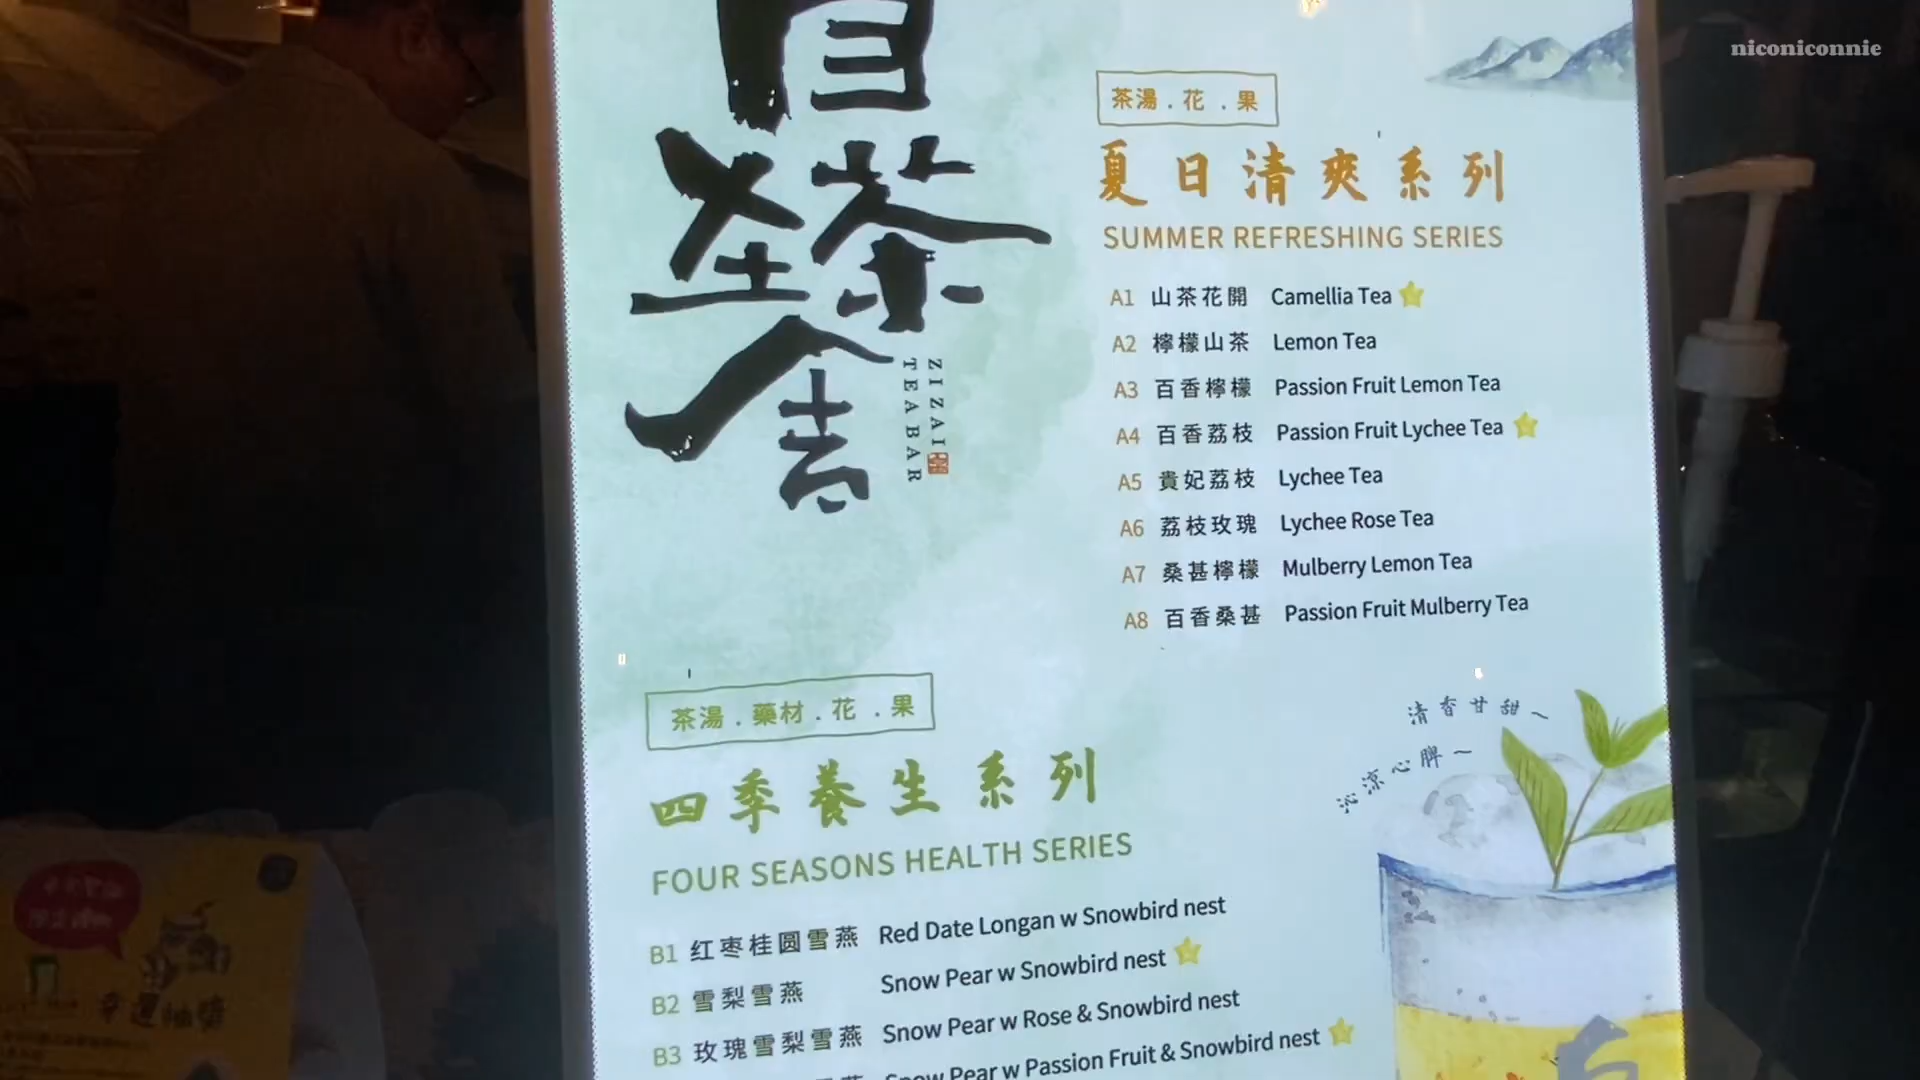 niconiconnie
自在茶舍
ZIZAI
TEABAR
茶湯.花.果
夏日清爽系列
SUMMER REFRESHING SERIES
A1 山茶花開 Camellia Tea
A2 檸檬山茶 Lemon Tea
A3 百香檸檬 Passion Fruit Lemon Tea
A4 百香荔枝 Passion Fruit Lychee Tea
A5 貴妃荔枝 Lychee Tea
A6 荔枝玫瑰 Lychee Rose Tea
A7 桑葚檸檬 Mulberry Lemon Tea
A8 百香桑葚 Passion Fruit Mulberry Tea
清香甘甜~
沁涼心脾~
茶湯.藥材.花.果
四季養生系列
FOUR SEASONS HEALTH SERIES
B1 红枣桂圆雪燕 Red Date Longan w Snowbird nest
B2 雪梨雪燕 Snow Pear w Snowbird nest
B3 玫瑰雪梨雪燕 Snow Pear w Rose & Snowbird nest
Snow Pear w Passion Fruit & Snowbird nest